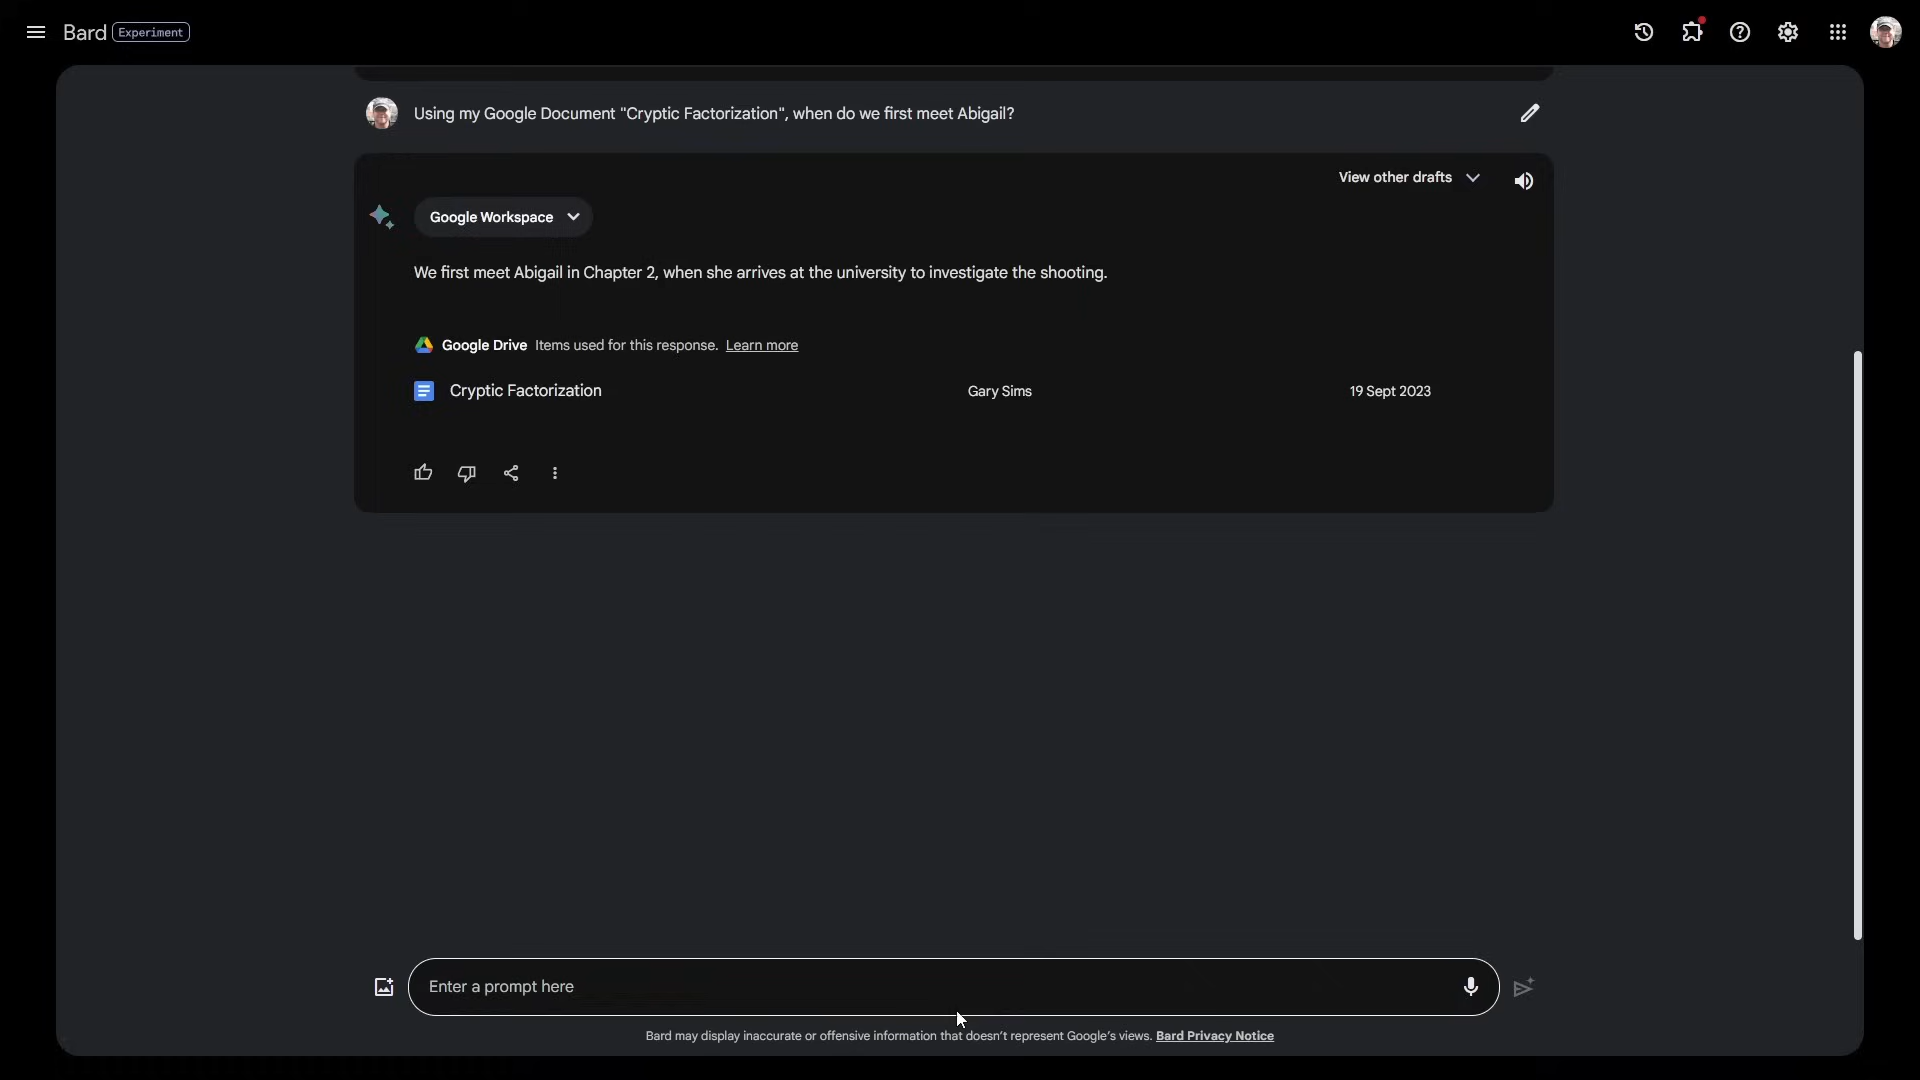 Bard Experiment
Using my Google Document "Cryptic Factorization", when do we first meet Abigail?
View other drafts
Google Workspace
We first meet Abigail in Chapter 2, when she arrives at the university to investigate the shooting.
Google Drive Items used for this response. Learn more
Cryptic Factorization Gary Sims 19 Sept 2023
Enter a prompt here
Bard may display inaccurate or offensive information that doesn't represent Google's views. Bard Privacy Notice